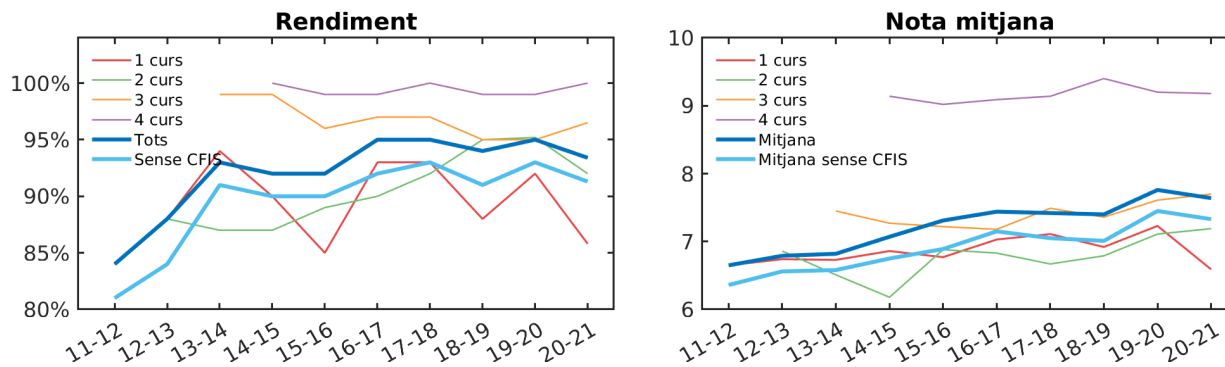 Rendiment
1 curs
2 curs
3 curs
4 curs
Tots
Sense CFIS
100%
95%
90%
85%
80%
11-12
12-13
13-14
14-15
15-16
16-17
17-18
18-19
19-20
20-21
Nota mitjana
1 curs
2 curs
3 curs
4 curs
Mitjana
Mitjana sense CFIS
10
9
8
7
6
11-12
12-13
13-14
14-15
15-16
16-17
17-18
18-19
19-20
20-21